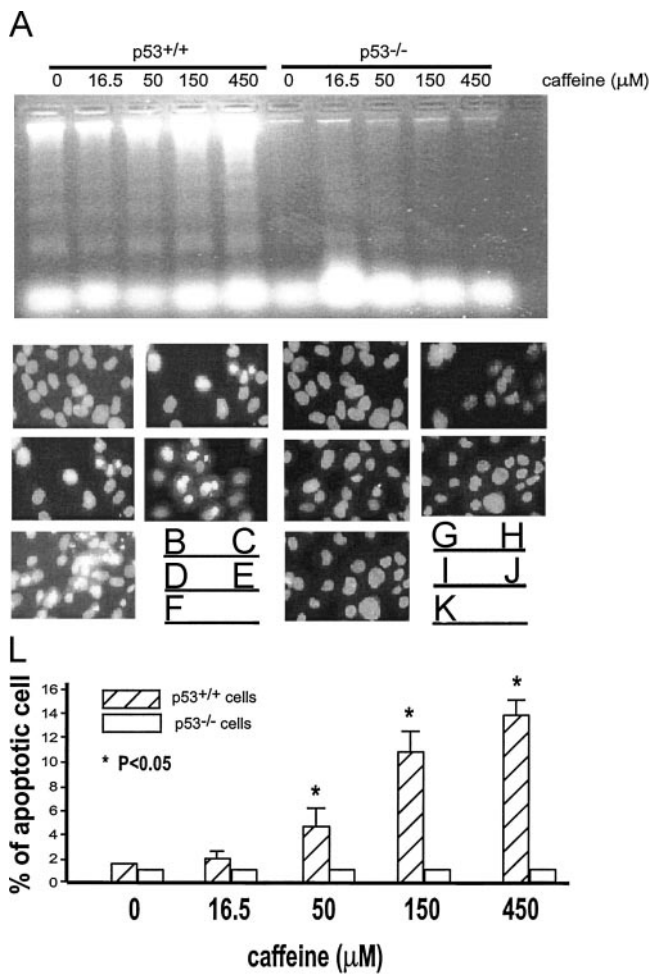 A
p53+/+ p53-/-
0 16.5 50 150 450 0 16.5 50 150 450 caffeine (μM)
B C
D E
F
G H
I J
K
L
% of apoptotic cell
16
14
12
10
8
6
4
2
0
p53+/+ cells
p53-/- cells
* P<0.05
*
*
*
0 16.5 50 150 450
caffeine (μM)